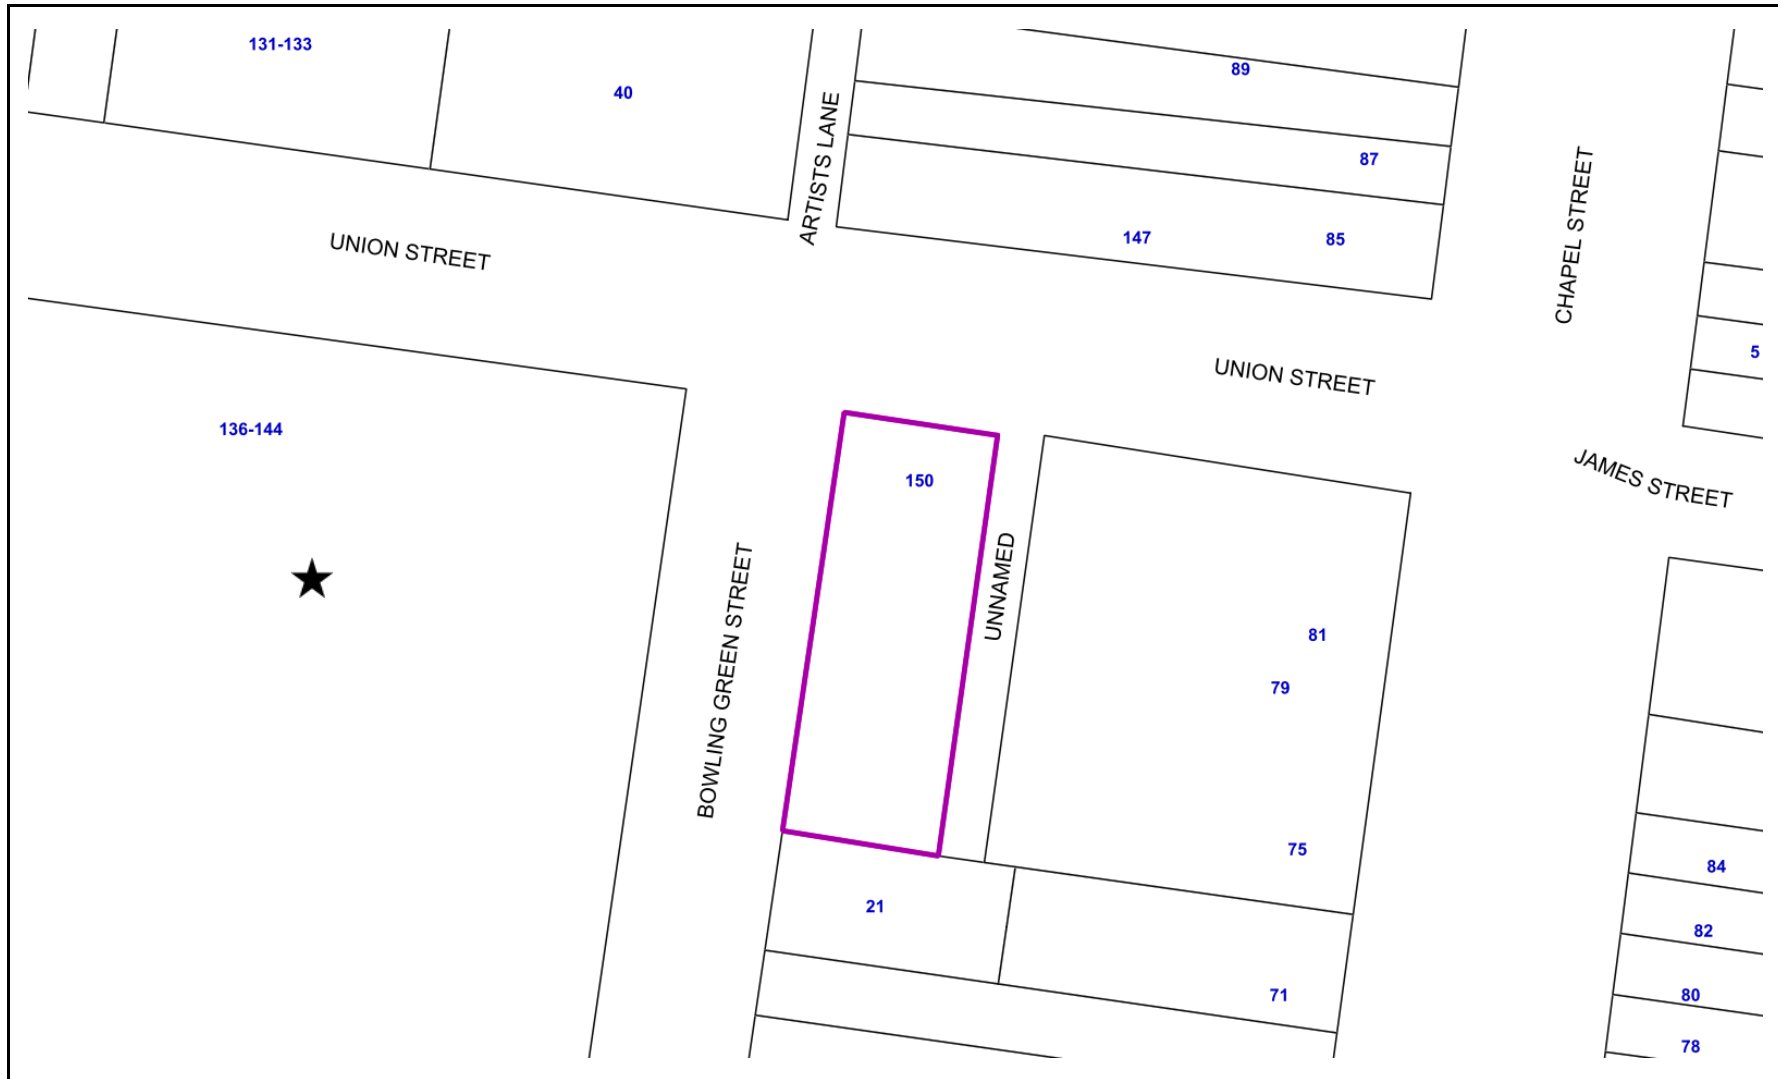 131-133
40
89
87
147
85
ARTISTS LANE
CHAPEL STREET
UNION STREET
5
UNION STREET
136-144
150
JAMES STREET
BOWLING GREEN STREET
UNNAMED
81
79
75
84
21
82
71
80
78